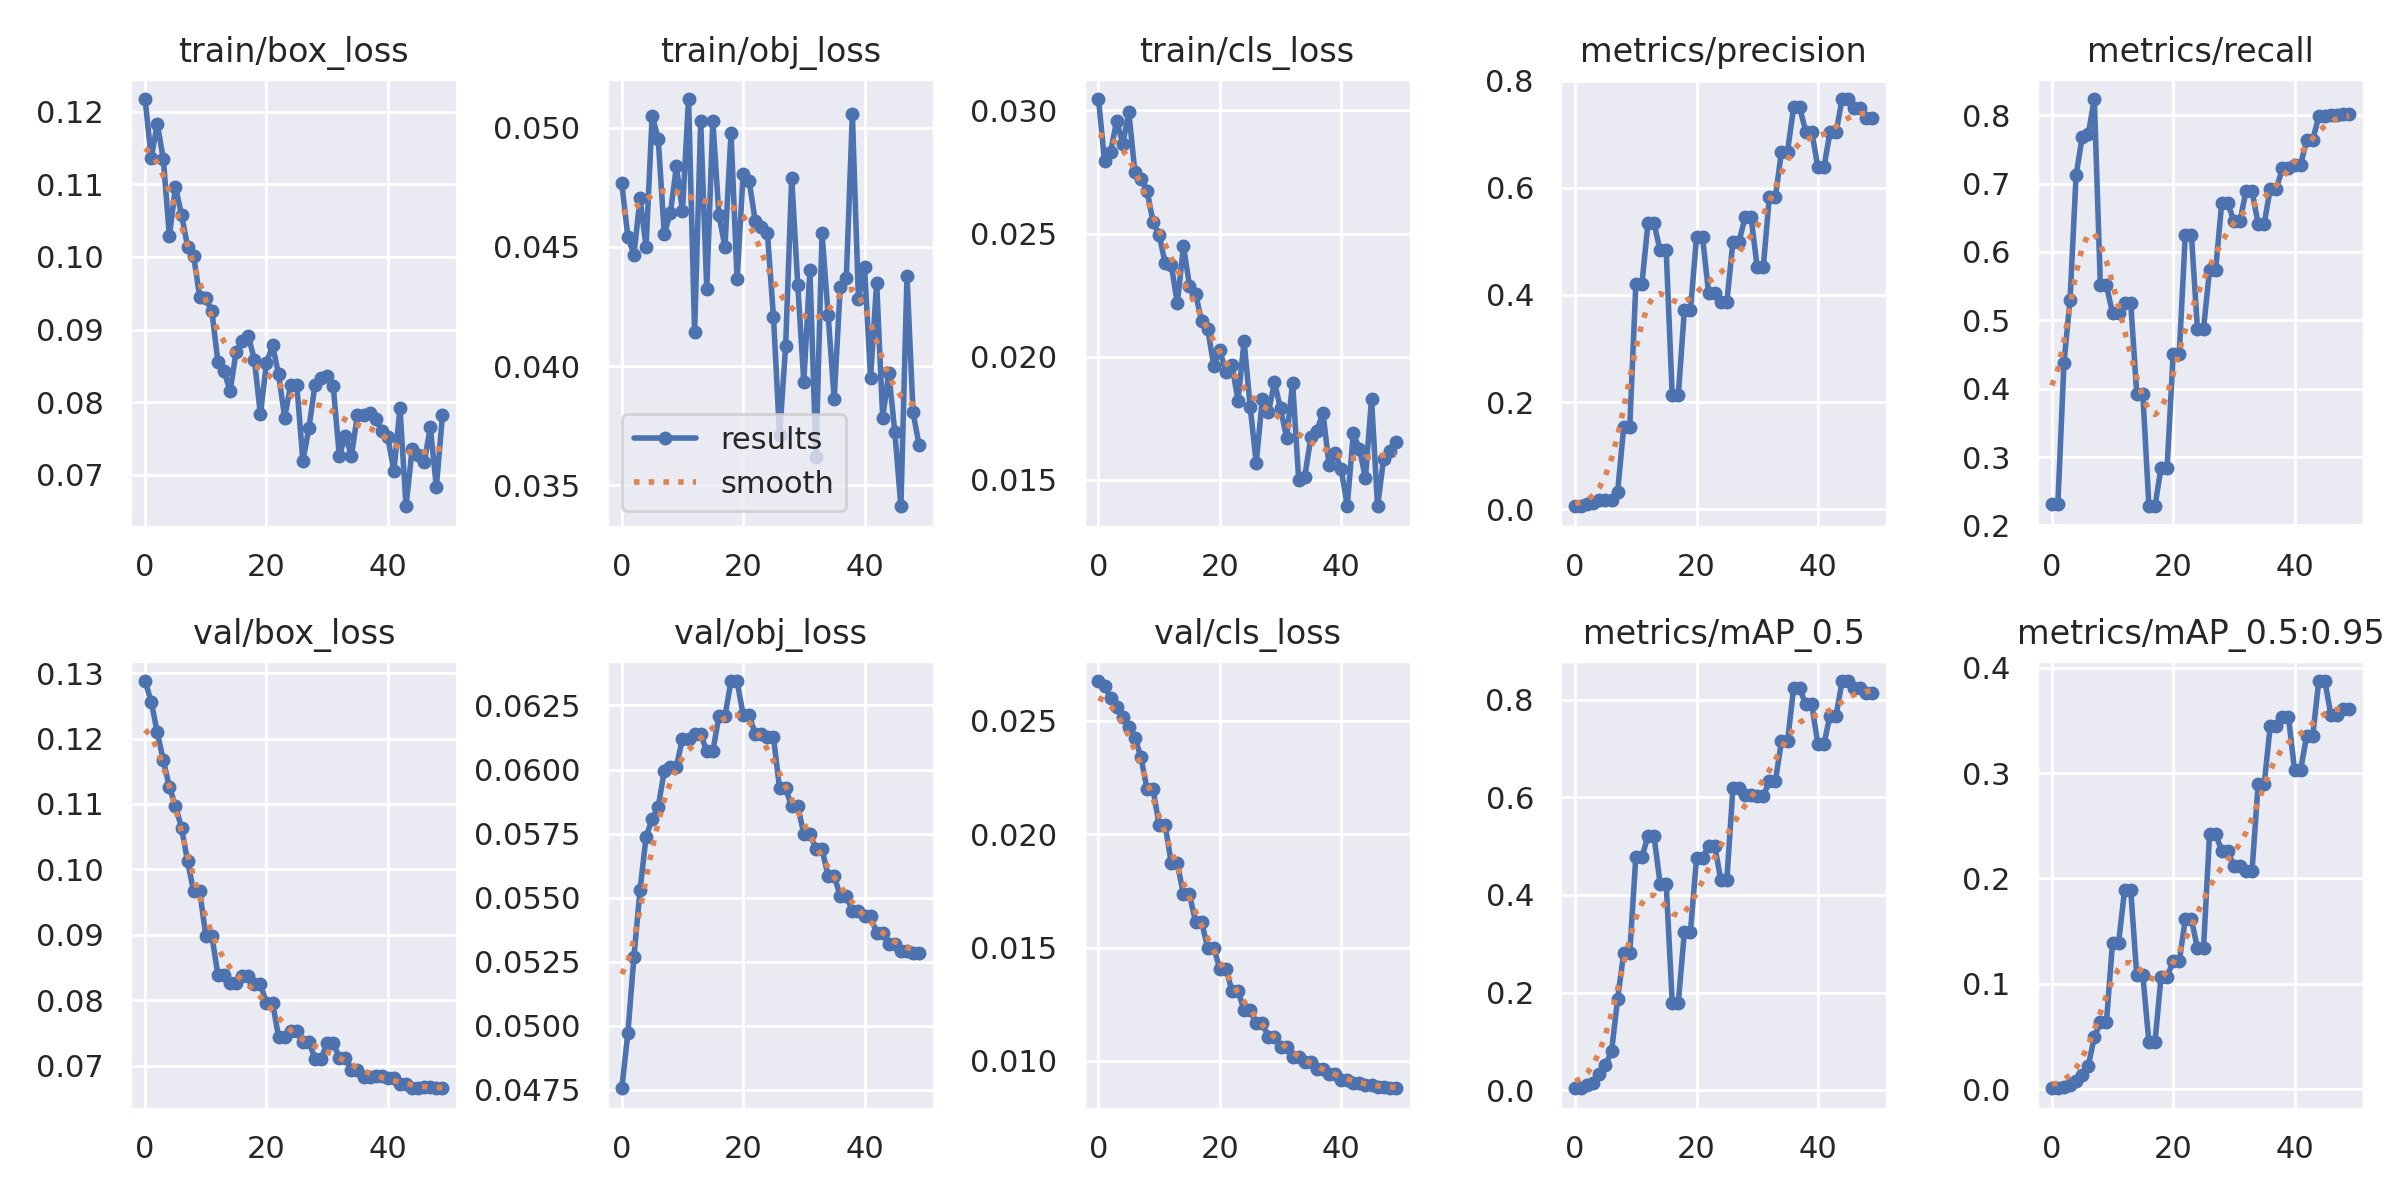 train/box_loss
0.12
0.11
0.10
0.09
0.08
0.07
0 20 40
train/obj_loss
0.050
0.045
0.040
0.035
results
smooth
0 20 40
train/cls_loss
0.030
0.025
0.020
0.015
0 20 40
metrics/precision
0.8
0.6
0.4
0.2
0.0
0 20 40
metrics/recall
0.8
0.7
0.6
0.5
0.4
0.3
0.2
0 20 40
val/box_loss
0.13
0.12
0.11
0.10
0.09
0.08
0.07
0 20 40
val/obj_loss
0.0625
0.0600
0.0575
0.0550
0.0525
0.0500
0.0475
0 20 40
val/cls_loss
0.025
0.020
0.015
0.010
0 20 40
metrics/mAP_0.5
0.8
0.6
0.4
0.2
0.0
0 20 40
metrics/mAP_0.5:0.95
0.4
0.3
0.2
0.1
0.0
0 20 40